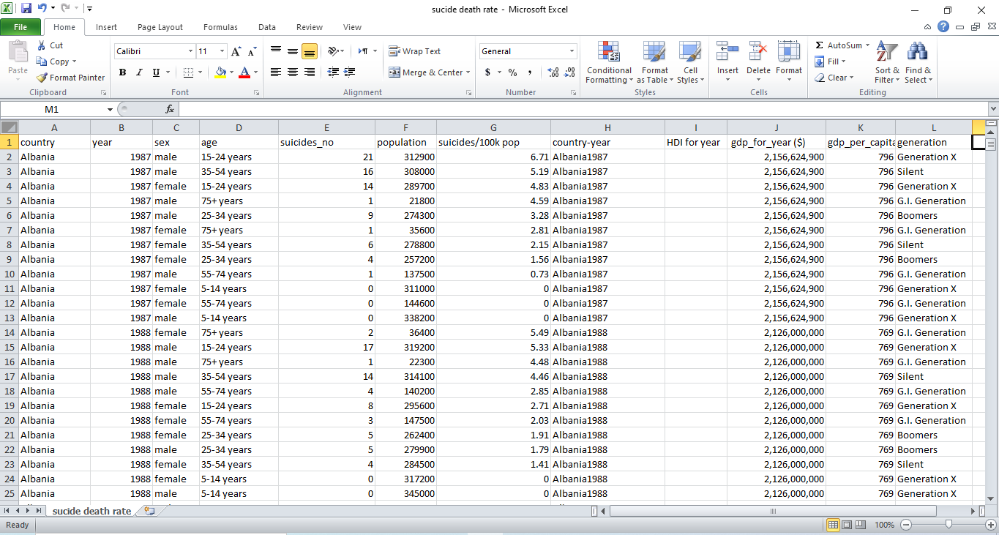 sucide death rate - Microsoft Excel
File Home Insert Page Layout Formulas Data Review View
Paste Cut Copy Format Painter
Calibri 11 A A B I U A
Wrap Text Merge & Center
General $ % , .00 .0
Conditional Formatting Format as Table Cell Styles
Insert Delete Format
Σ AutoSum Fill Clear Sort & Filter Find & Select
Clipboard Font Alignment Number Styles Cells Editing
M1 fx
A B C D E F G H I J K L
1 country year sex age suicides_no population suicides/100k pop country-year HDI for year gdp_for_year ($) gdp_per_capita generation
2 Albania 1987 male 15-24 years 21 312900 6.71 Albania1987 2,156,624,900 796 Generation X
3 Albania 1987 male 35-54 years 16 308000 5.19 Albania1987 2,156,624,900 796 Silent
4 Albania 1987 female 15-24 years 14 289700 4.83 Albania1987 2,156,624,900 796 Generation X
5 Albania 1987 male 75+ years 1 21800 4.59 Albania1987 2,156,624,900 796 G.I. Generation
6 Albania 1987 male 25-34 years 9 274300 3.28 Albania1987 2,156,624,900 796 Boomers
7 Albania 1987 female 75+ years 1 35600 2.81 Albania1987 2,156,624,900 796 G.I. Generation
8 Albania 1987 female 35-54 years 6 278800 2.15 Albania1987 2,156,624,900 796 Silent
9 Albania 1987 female 25-34 years 4 257200 1.56 Albania1987 2,156,624,900 796 Boomers
10 Albania 1987 male 55-74 years 1 137500 0.73 Albania1987 2,156,624,900 796 G.I. Generation
11 Albania 1987 female 5-14 years 0 311000 0 Albania1987 2,156,624,900 796 Generation X
12 Albania 1987 female 55-74 years 0 144600 0 Albania1987 2,156,624,900 796 G.I. Generation
13 Albania 1987 male 5-14 years 0 338200 0 Albania1987 2,156,624,900 796 Generation X
14 Albania 1988 female 75+ years 2 36400 5.49 Albania1988 2,126,000,000 769 G.I. Generation
15 Albania 1988 male 15-24 years 17 319200 5.33 Albania1988 2,126,000,000 769 Generation X
16 Albania 1988 male 75+ years 1 22300 4.48 Albania1988 2,126,000,000 769 G.I. Generation
17 Albania 1988 male 35-54 years 14 314100 4.46 Albania1988 2,126,000,000 769 Silent
18 Albania 1988 male 55-74 years 4 140200 2.85 Albania1988 2,126,000,000 769 G.I. Generation
19 Albania 1988 female 15-24 years 8 295600 2.71 Albania1988 2,126,000,000 769 Generation X
20 Albania 1988 female 55-74 years 3 147500 2.03 Albania1988 2,126,000,000 769 G.I. Generation
21 Albania 1988 female 25-34 years 5 262400 1.91 Albania1988 2,126,000,000 769 Boomers
22 Albania 1988 male 25-34 years 5 279900 1.79 Albania1988 2,126,000,000 769 Boomers
23 Albania 1988 female 35-54 years 4 284500 1.41 Albania1988 2,126,000,000 769 Silent
24 Albania 1988 female 5-14 years 0 317200 0 Albania1988 2,126,000,000 769 Generation X
25 Albania 1988 male 5-14 years 0 345000 0 Albania1988 2,126,000,000 769 Generation X
sucide death rate
Ready 100%